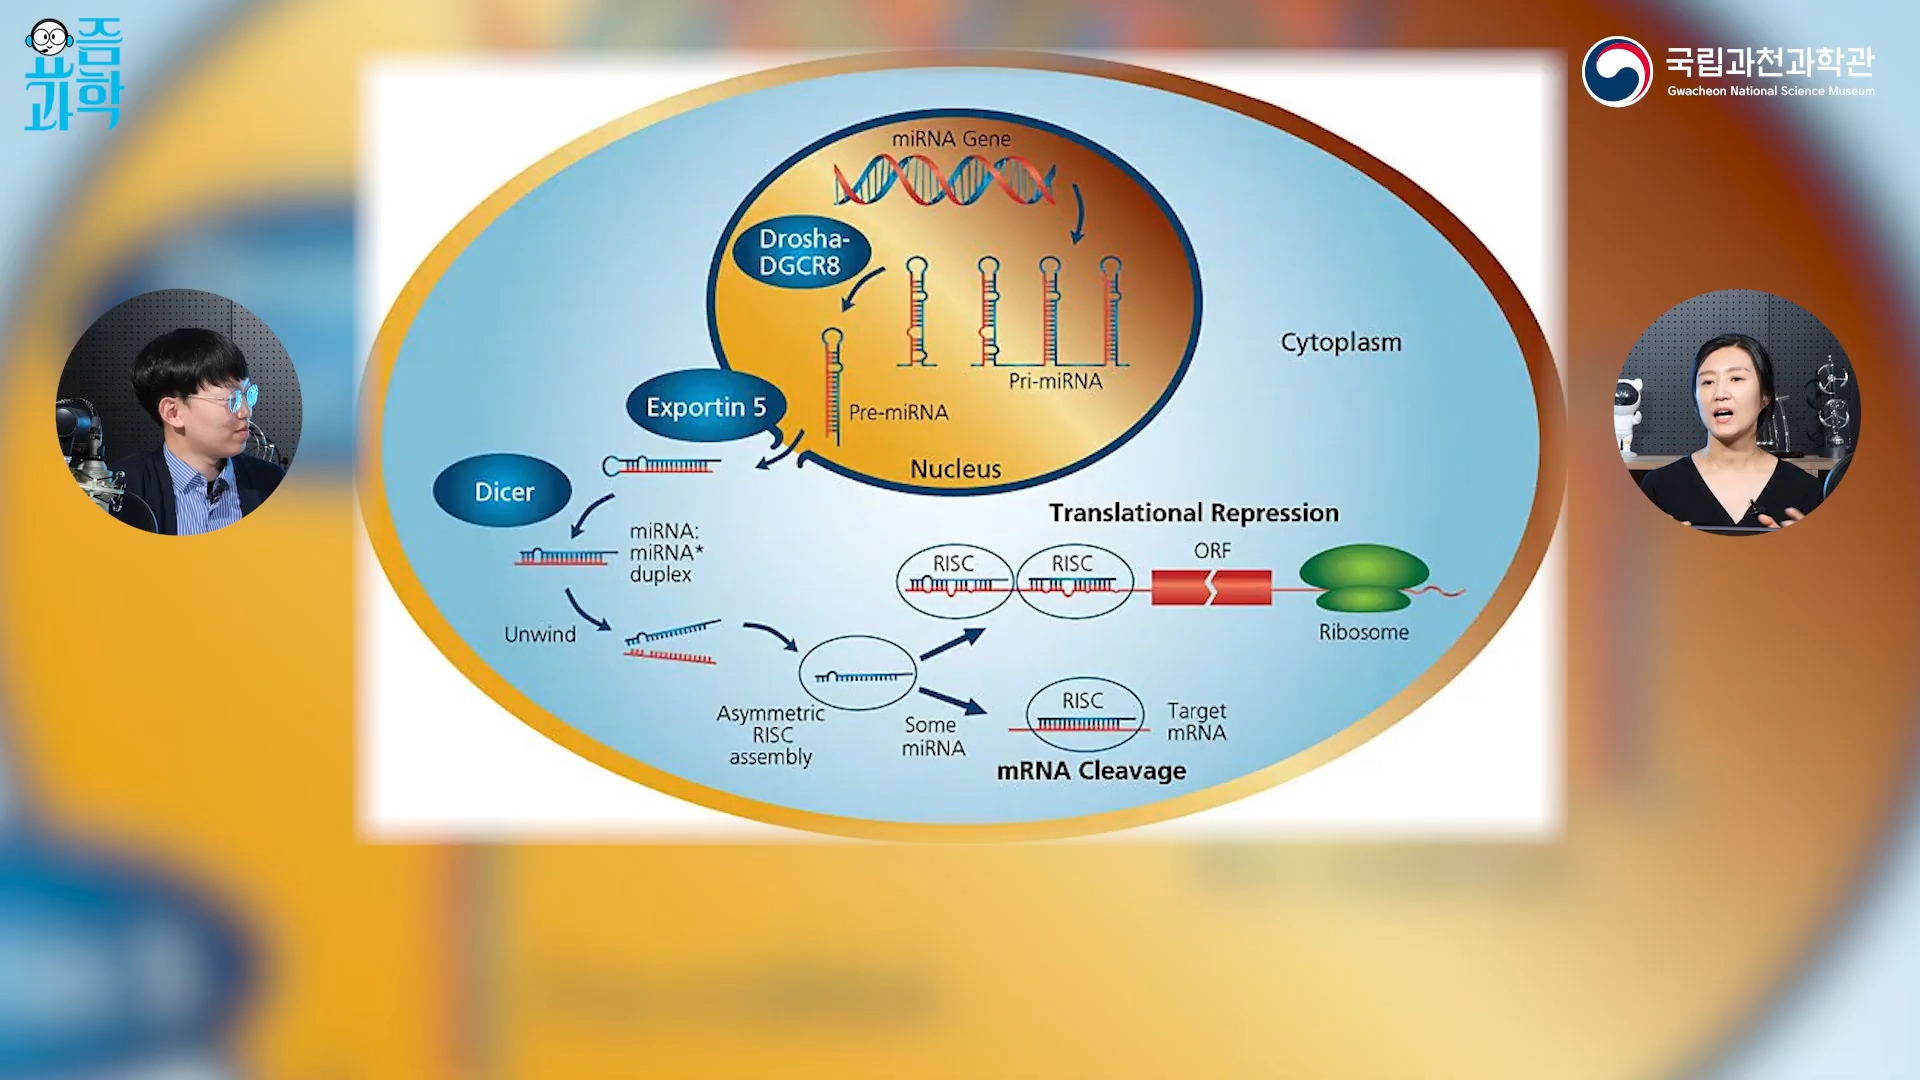 요즘
과학
국립과천과학관
Gwacheon National Science Museum
miRNA Gene
Drosha-
DGCR8
Pri-miRNA
Cytoplasm
Exportin 5
Pre-miRNA
Nucleus
Dicer
miRNA:
miRNA*
duplex
Translational Repression
RISC
RISC
ORF
Ribosome
Unwind
Asymmetric
RISC
assembly
Some
miRNA
RISC
Target
mRNA
mRNA Cleavage